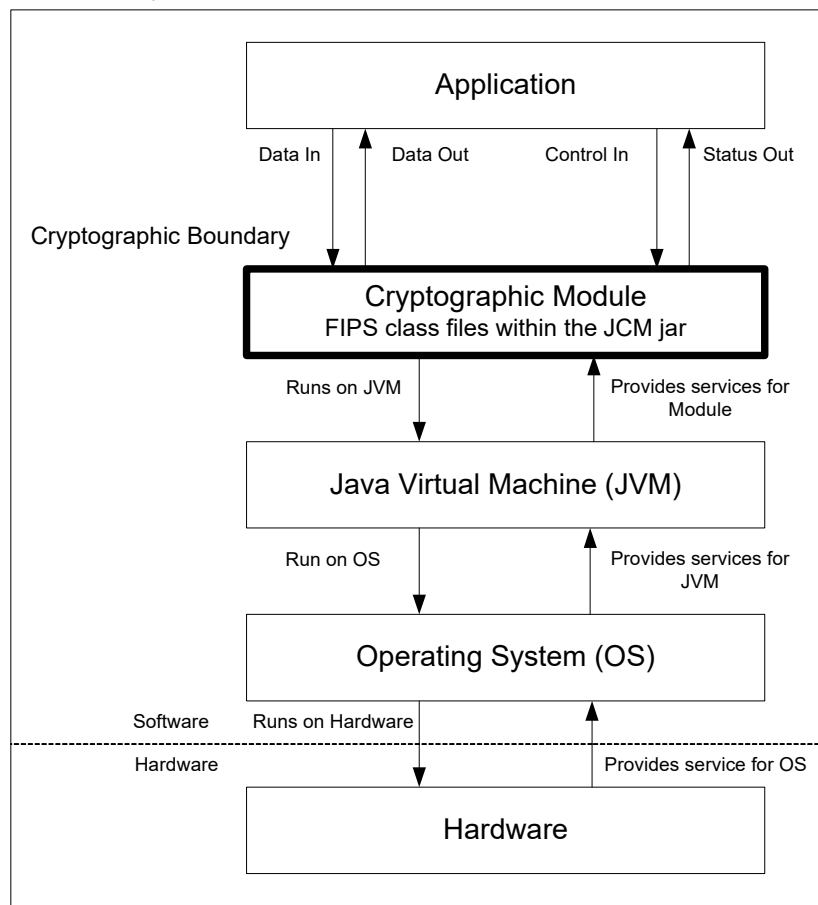 Application
Data In
Data Out
Control In
Status Out
Cryptographic Boundary
Cryptographic Module
FIPS class files within the JCM jar
Runs on JVM
Provides services for
Module
Java Virtual Machine (JVM)
Run on OS
Provides services for
JVM
Operating System (OS)
Software
Runs on Hardware
Hardware
Provides service for OS
Hardware